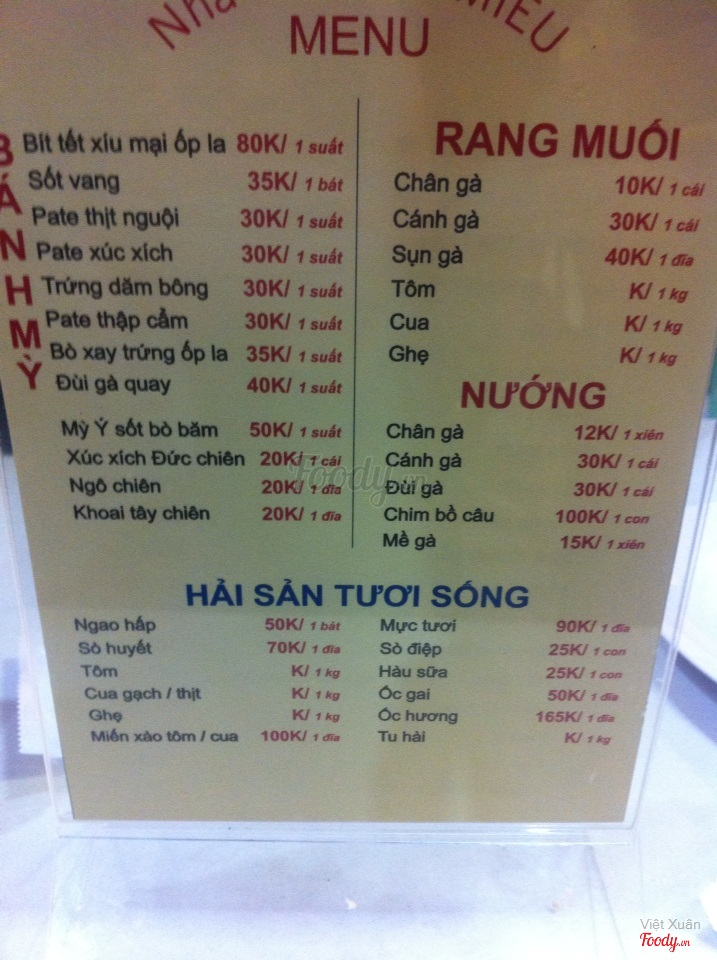 MIẾU
MENU
BÁNH MỲ
Bít tết xíu mại ốp la 80K/ 1 suất
Sốt vang 35K/ 1 bát
Pate thịt nguội 30K/ 1 suất
Pate xúc xích 30K/ 1 suất
Trứng dăm bông 30K/ 1 suất
Pate thập cẩm 30K/ 1 suất
Bò xay trứng ốp la 35K/ 1 suất
Đùi gà quay 40K/ 1 suất
Mỳ Ý sốt bò băm 50K/ 1 suất
Xúc xích Đức chiên 20K/ 1 cái
Ngô chiên 20K/ 1 đĩa
Khoai tây chiên 20K/ 1 đĩa
RANG MUỐI
Chân gà 10K/ 1 cái
Cánh gà 30K/ 1 cái
Sụn gà 40K/ 1 đĩa
Tôm K/ 1 kg
Cua K/ 1 kg
Ghẹ K/ 1 kg
NƯỚNG
Chân gà 12K/ 1 xiên
Cánh gà 30K/ 1 cái
Đùi gà 30K/ 1 cái
Chim bồ câu 100K/ 1 con
Mề gà 15K/ 1 xiên
HẢI SẢN TƯƠI SỐNG
Ngao hấp 50K/ 1 bát
Sò huyết 70K/ 1 đĩa
Tôm K/ 1 kg
Cua gạch / thịt K/ 1 kg
Ghẹ K/ 1 kg
Miến xào tôm / cua 100K/ 1 đĩa
Mực tươi 90K/ 1 đĩa
Sò điệp 25K/ 1 con
Hàu sữa 25K/ 1 con
Ốc gai 50K/ 1 đĩa
Ốc hương 165K/ 1 đĩa
Tu hài K/ 1 kg
Foody.vn
Việt Xuân
Foody.vn